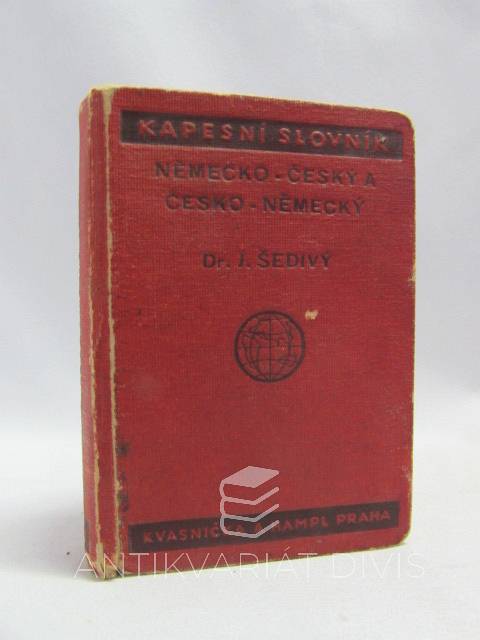 KAPESNÍ SLOVNÍK
NĚMECKO - ČESKÝ A
ČESKO - NĚMECKÝ
Dr. J. ŠEDIVÝ
KVASNIČKA A HAMPL PRAHA
ANTIKVARIÁT DIVIŠ